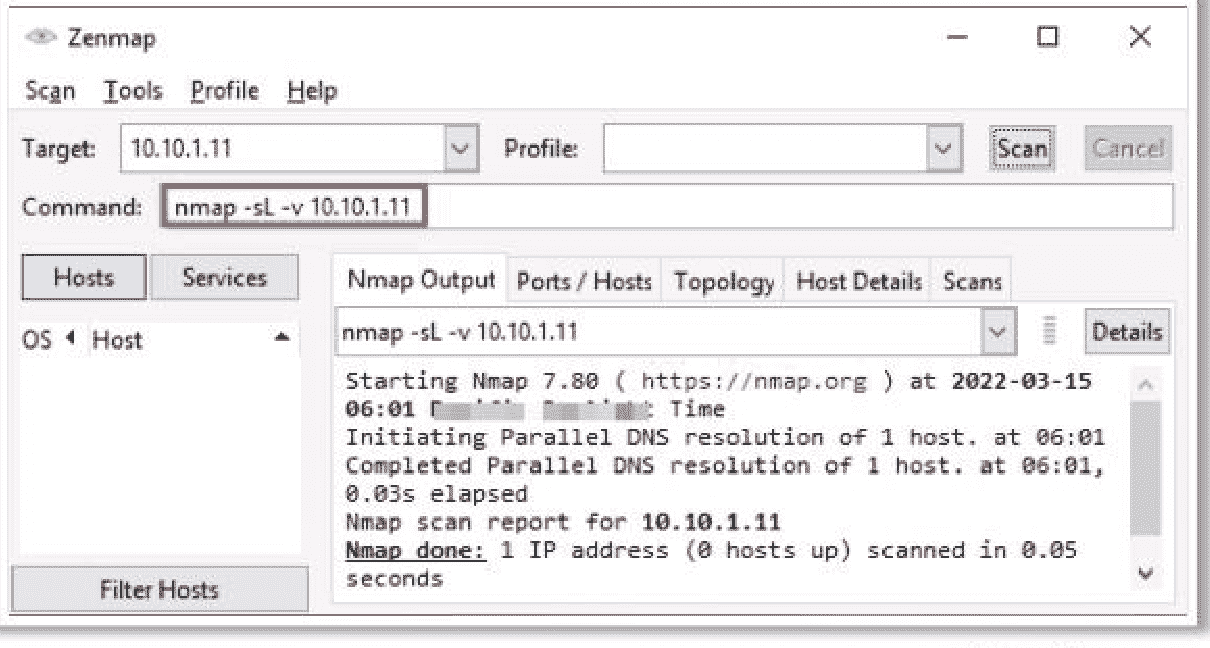 Zenmap
Scan Tools Profile Help
Target: 10.10.1.11 Profile: Scan Cancel
Command: nmap -sL -v 10.10.1.11
Hosts Services
Nmap Output Ports / Hosts Topology Host Details Scans
OS Host
nmap -sL -v 10.10.1.11 Details
Starting Nmap 7.80 ( https://nmap.org ) at 2022-03-15
06:01 Time
Initiating Parallel DNS resolution of 1 host. at 06:01
Completed Parallel DNS resolution of 1 host. at 06:01,
0.03s elapsed
Nmap scan report for 10.10.1.11
Nmap done: 1 IP address (0 hosts up) scanned in 0.05
seconds
Filter Hosts